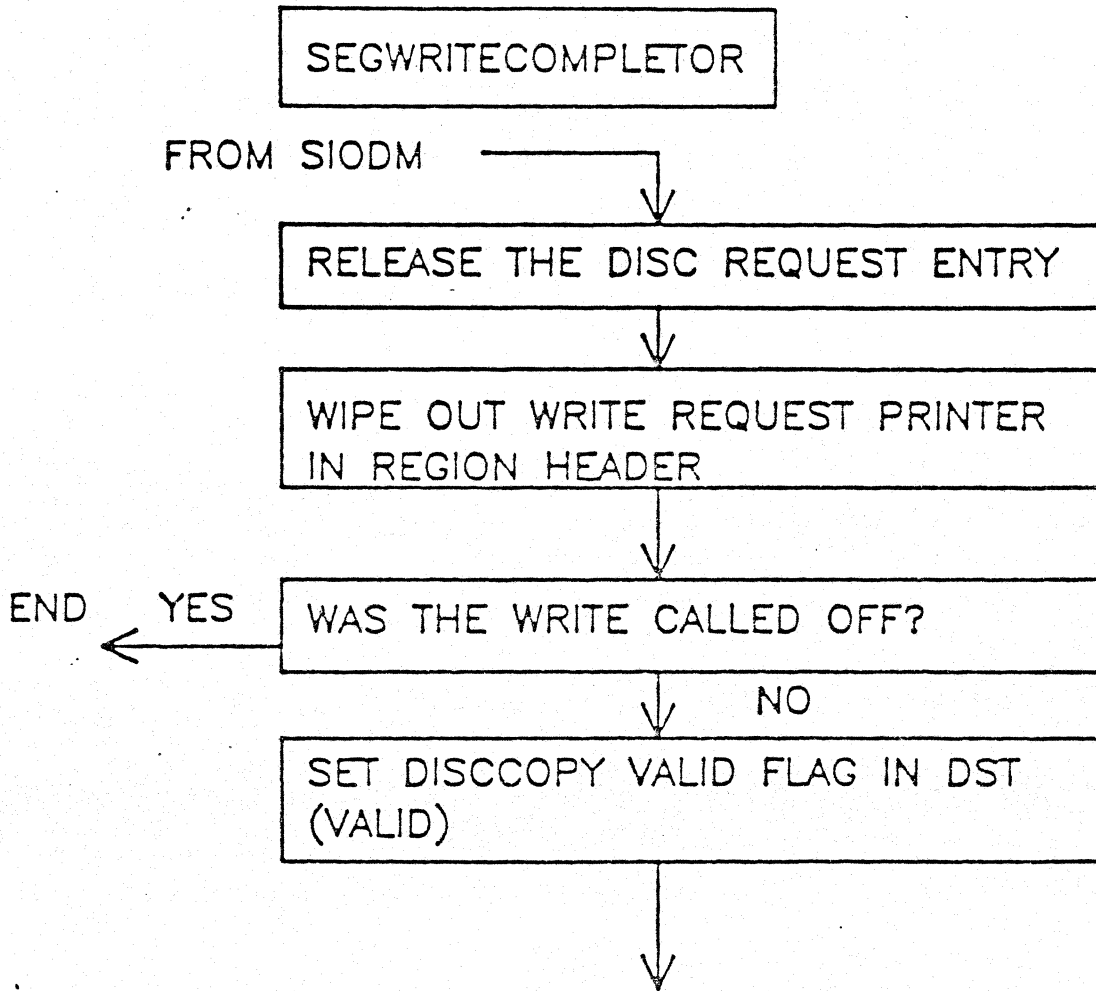 SEGWRITECOMPLETOR
FROM SIODM
RELEASE THE DISC REQUEST ENTRY
WIPE OUT WRITE REQUEST PRINTER
IN REGION HEADER
END YES
WAS THE WRITE CALLED OFF?
NO
SET DISCCOPY VALID FLAG IN DST
(VALID)